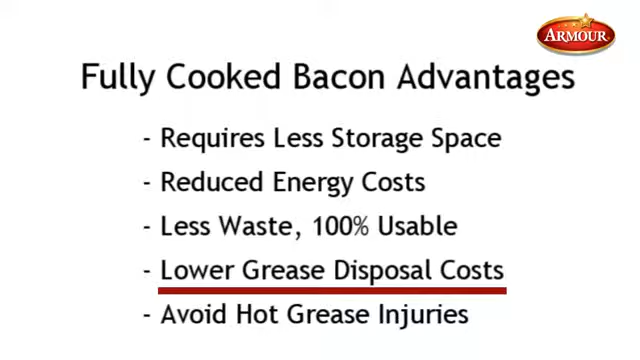 ARMOUR
Fully Cooked Bacon Advantages
- Requires Less Storage Space
- Reduced Energy Costs
- Less Waste, 100% Usable
- Lower Grease Disposal Costs
- Avoid Hot Grease Injuries